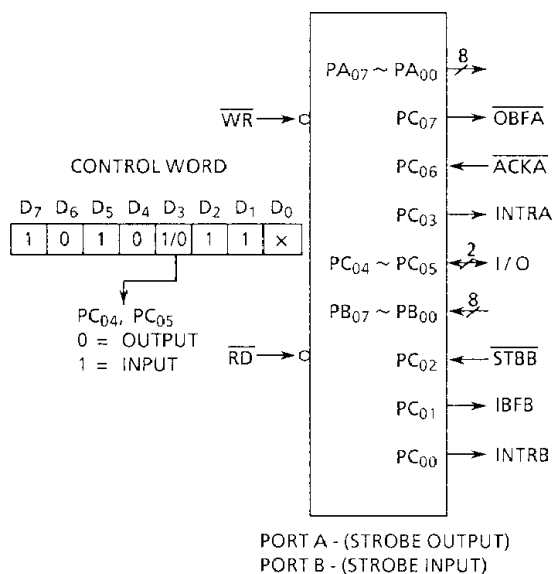 PA₀₇ ~ PA₀₀ 8
WR
PC₀₇ OBFA
CONTROL WORD
PC₀₆ ACKA
D₇ D₆ D₅ D₄ D₃ D₂ D₁ D₀
1 0 1 0 1/0 1 1 ×
PC₀₃ INTRA
PC₀₄ ~ PC₀₅ 2 I/O
PC₀₄, PC₀₅
0 = OUTPUT
1 = INPUT
PB₀₇ ~ PB₀₀ 8
RD
PC₀₂ STBB
PC₀₁ IBFB
PC₀₀ INTRB
PORT A - (STROBE OUTPUT)
PORT B - (STROBE INPUT)